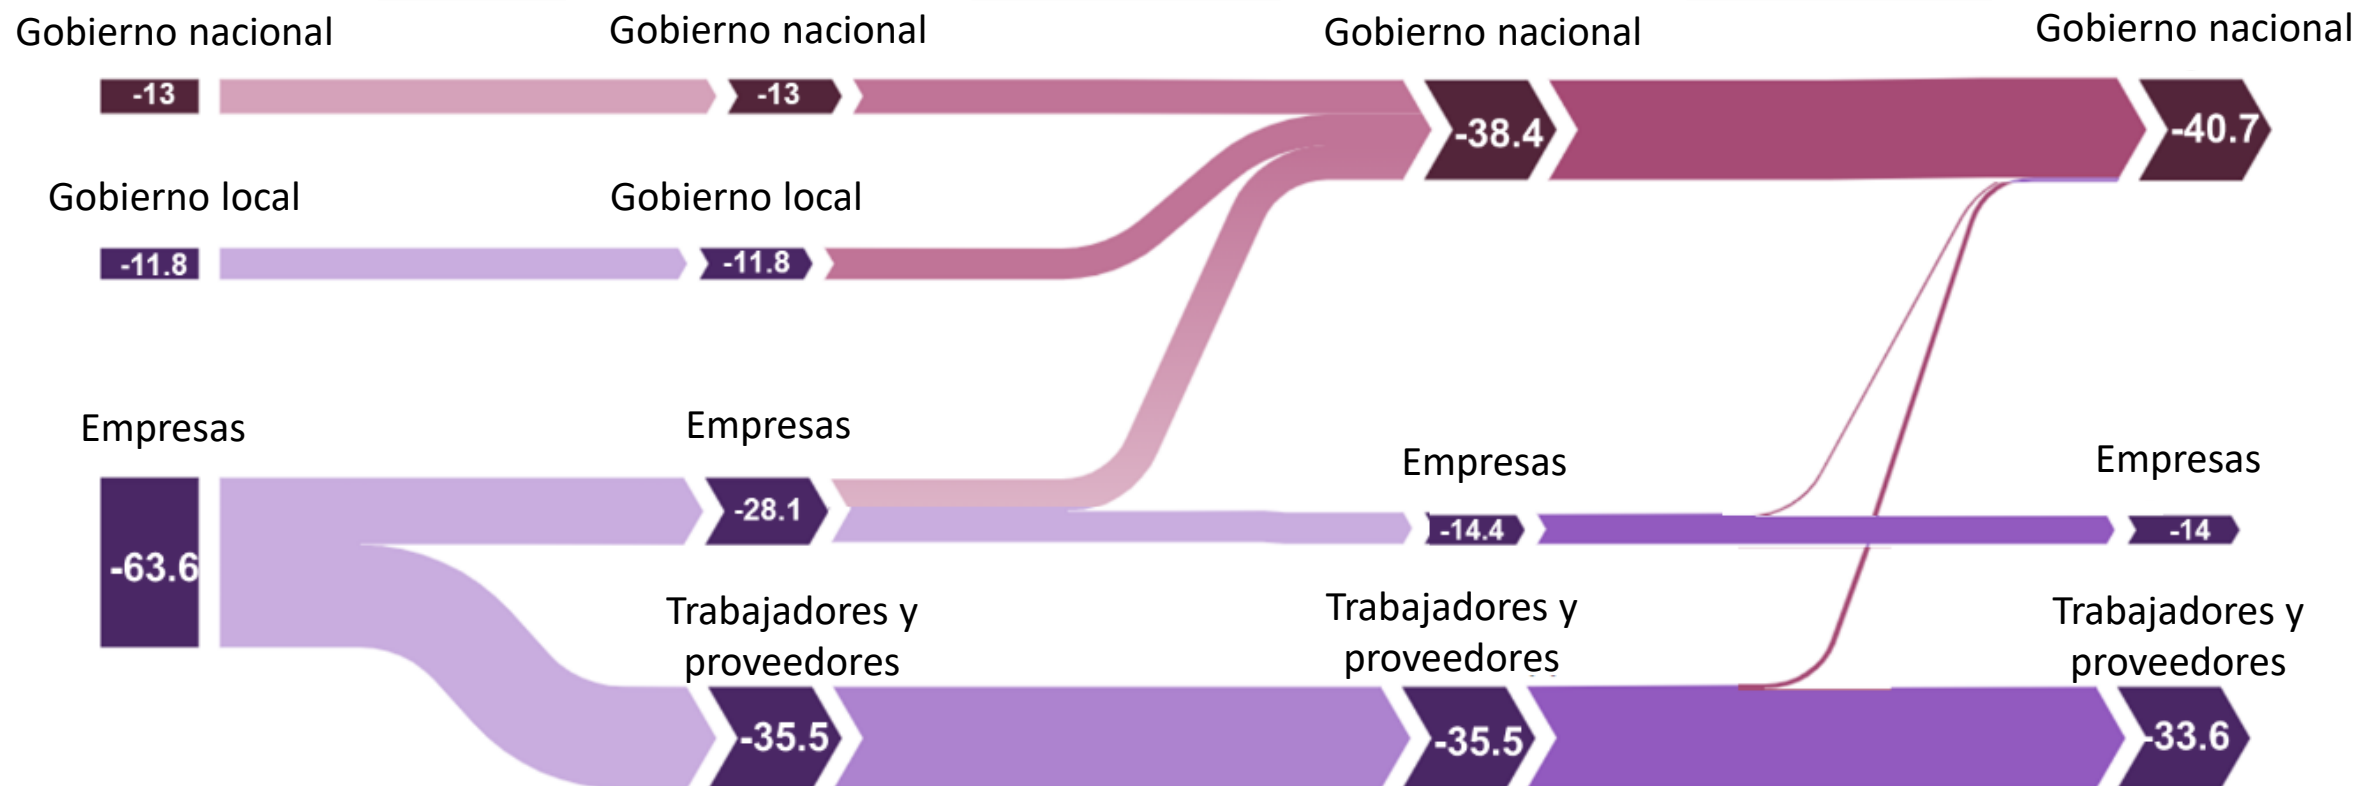 Gobierno nacional
Gobierno nacional
Gobierno nacional
Gobierno nacional
-13
-13
-38.4
-40.7
Gobierno local
Gobierno local
-11.8
-11.8
Empresas
Empresas
Empresas
Empresas
-63.6
-28.1
-14.4
-14
Trabajadores y
proveedores
Trabajadores y
proveedores
Trabajadores y
proveedores
-35.5
-35.5
-33.6